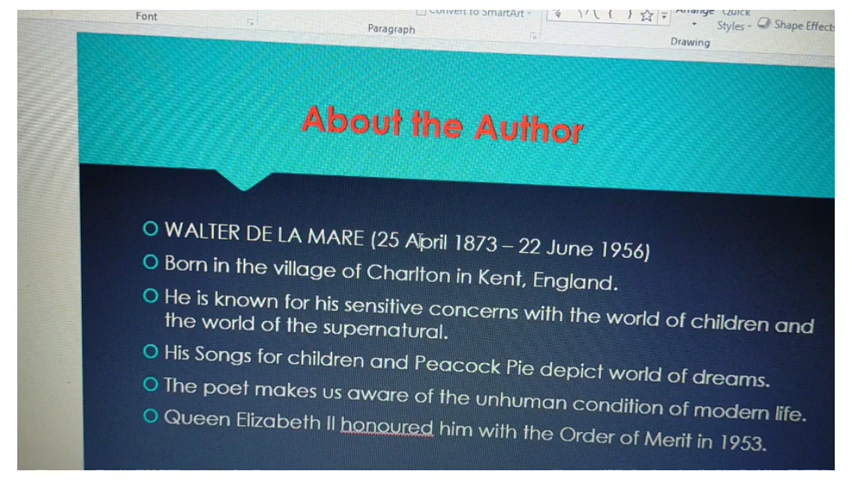 Font
Paragraph
Convert to SmartArt
Arrange
Quick
Styles
Shape Effects
Drawing
About the Author
WALTER DE LA MARE (25 April 1873 – 22 June 1956)
Born in the village of Charlton in Kent, England.
He is known for his sensitive concerns with the world of children and
the world of the supernatural.
His Songs for children and Peacock Pie depict world of dreams.
The poet makes us aware of the unhuman condition of modern life.
Queen Elizabeth II honoured him with the Order of Merit in 1953.